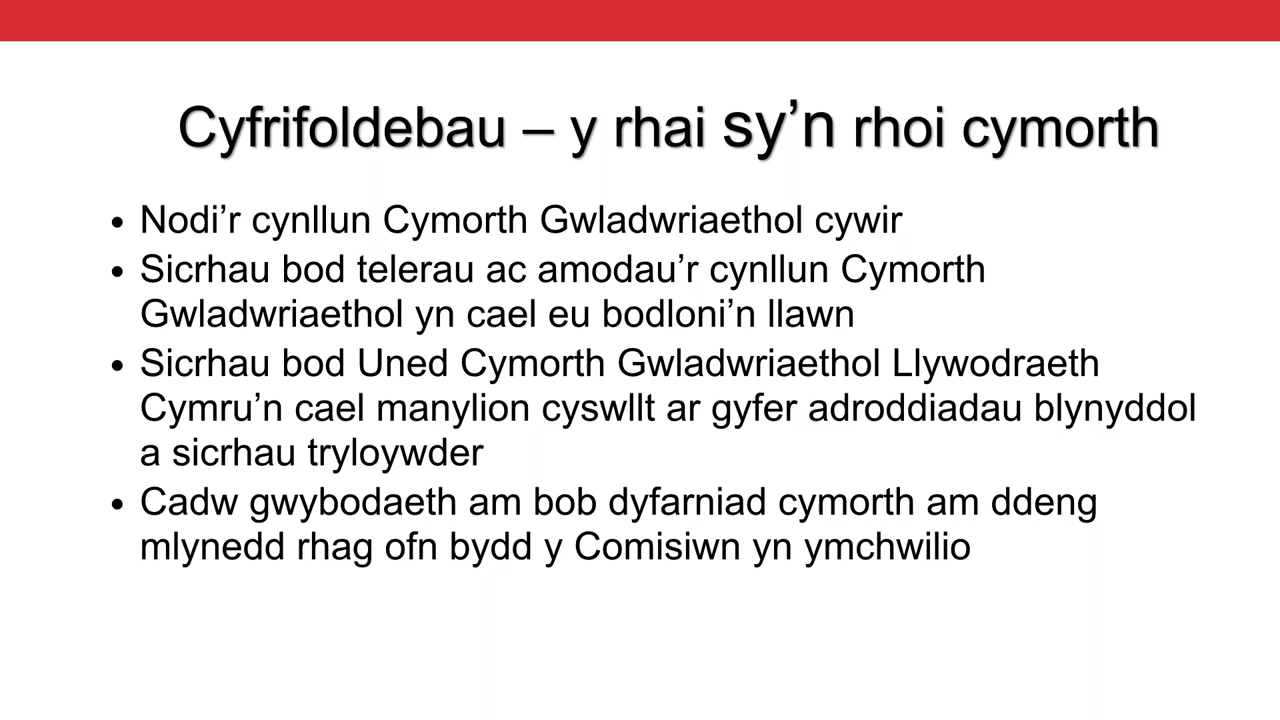 Cyfrifoldebau – y rhai sy’n rhoi cymorth
• Nodi’r cynllun Cymorth Gwladwriaethol cywir
• Sicrhau bod telerau ac amodau’r cynllun Cymorth
Gwladwriaethol yn cael eu bodloni’n llawn
• Sicrhau bod Uned Cymorth Gwladwriaethol Llywodraeth
Cymru’n cael manylion cyswllt ar gyfer adroddiadau blynyddol
a sicrhau tryloywder
• Cadw gwybodaeth am bob dyfarniad cymorth am ddeng
mlynedd rhag ofn bydd y Comisiwn yn ymchwilio